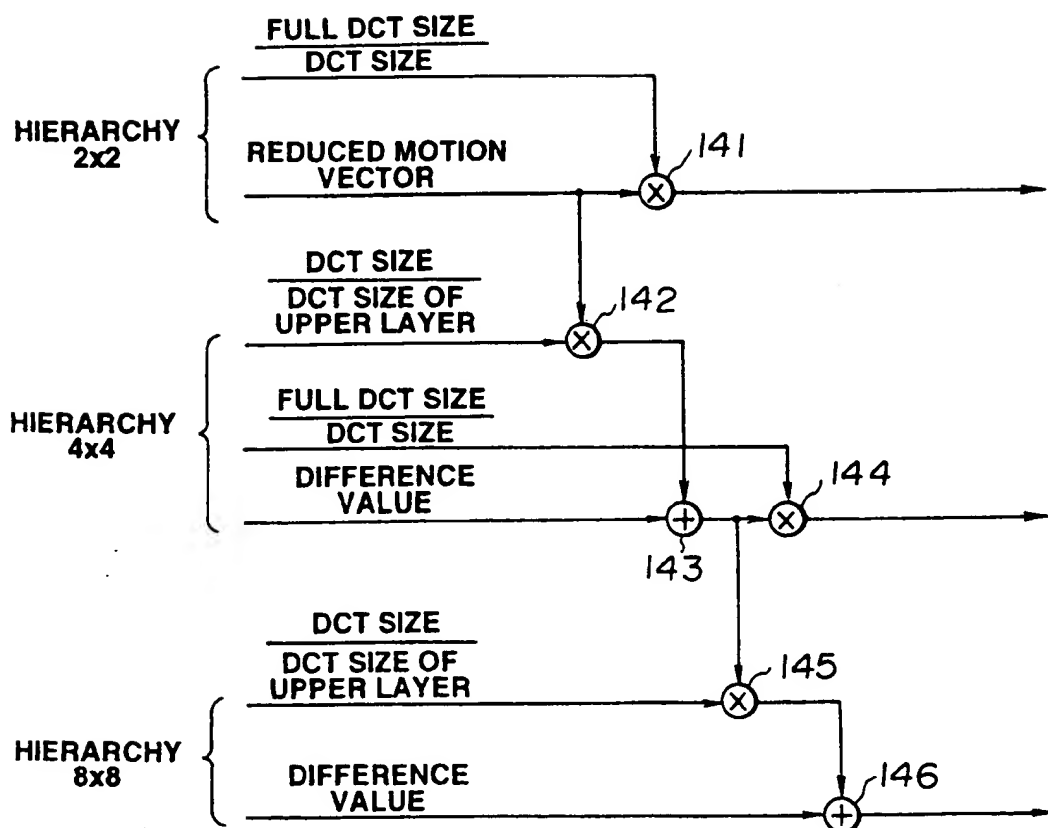 FULL DCT SIZE
DCT SIZE
HIERARCHY
2x2
REDUCED MOTION
VECTOR
141
DCT SIZE
DCT SIZE OF
UPPER LAYER
142
HIERARCHY
4x4
FULL DCT SIZE
DCT SIZE
DIFFERENCE
VALUE
144
143
DCT SIZE
DCT SIZE OF
UPPER LAYER
145
HIERARCHY
8x8
DIFFERENCE
VALUE
146